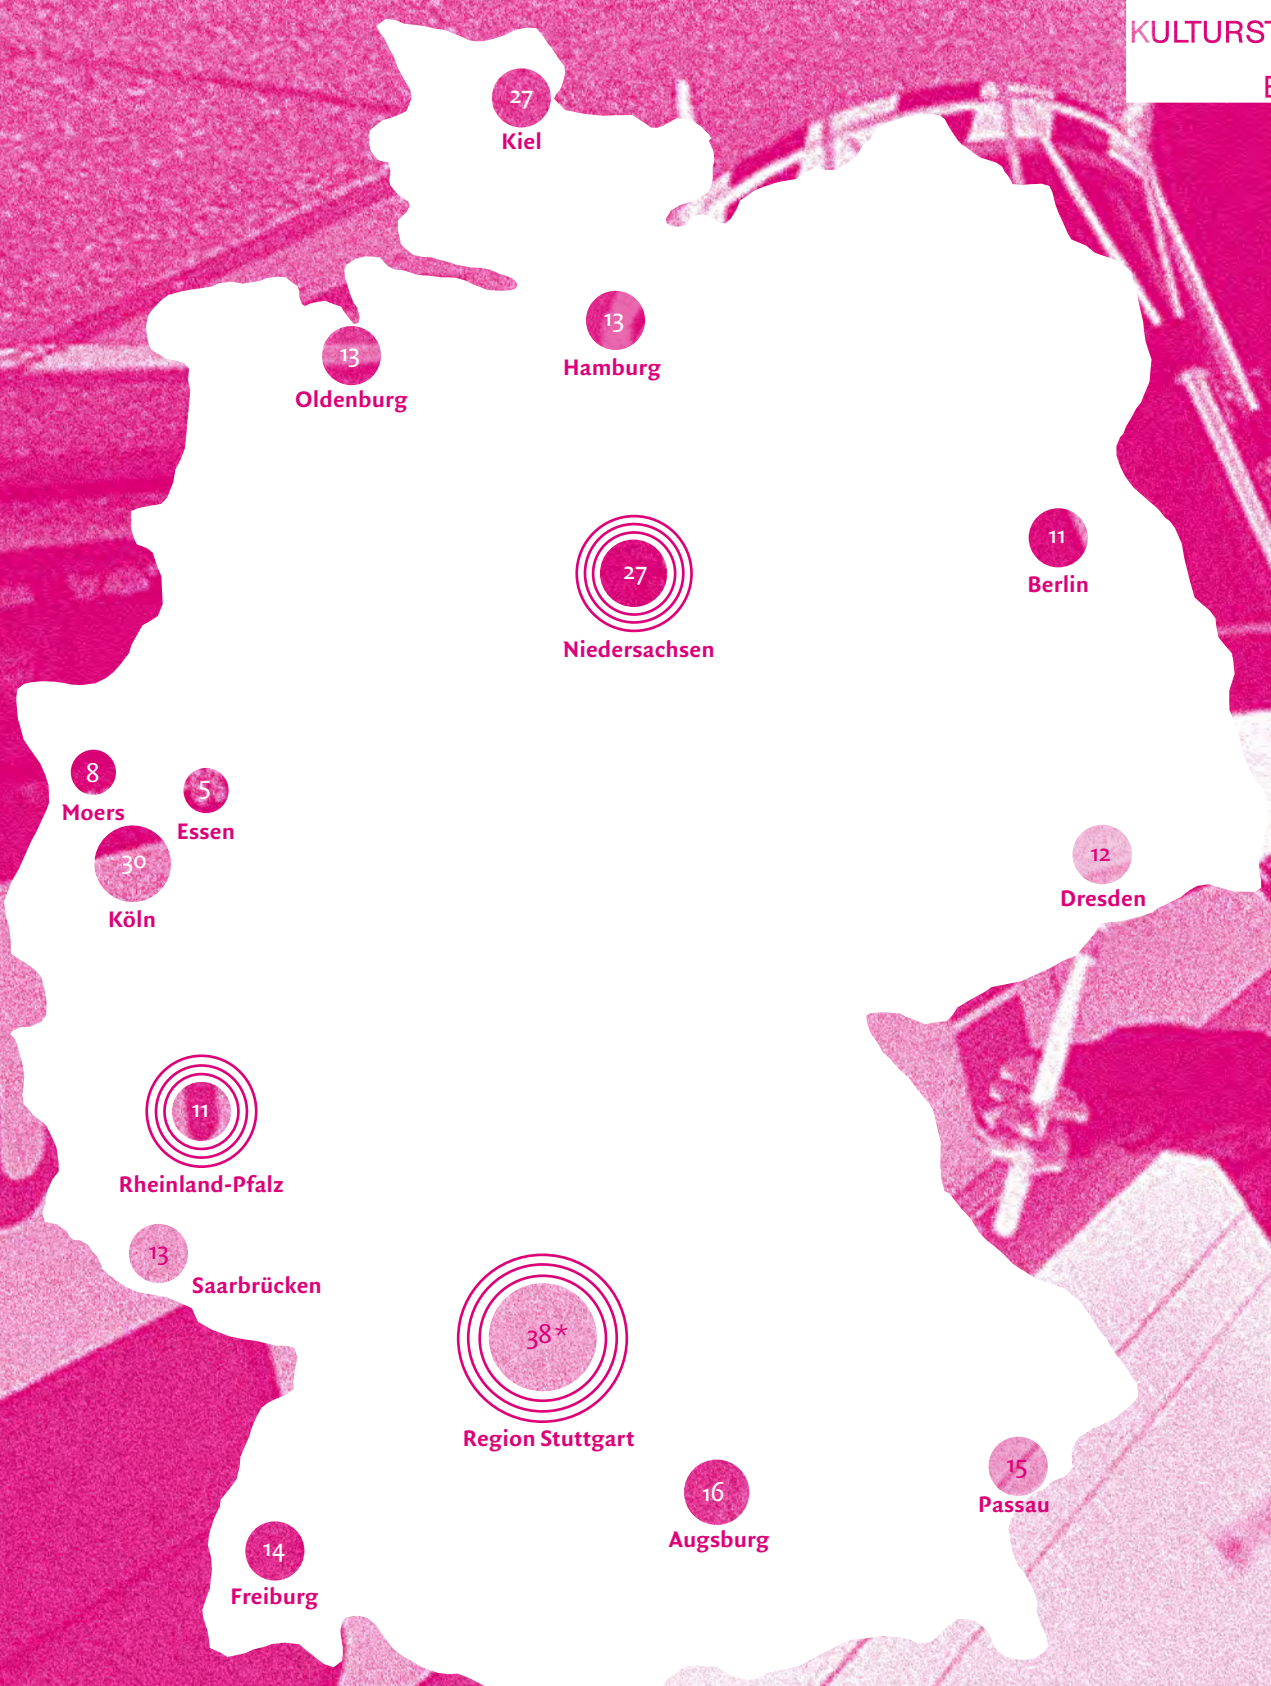 KULTURST
27
Kiel
13
Hamburg
13
Oldenburg
11
Berlin
27
Niedersachsen
8
Moers
5
Essen
30
Köln
12
Dresden
11
Rheinland-Pfalz
13
Saarbrücken
38*
Region Stuttgart
15
Passau
16
Augsburg
14
Freiburg